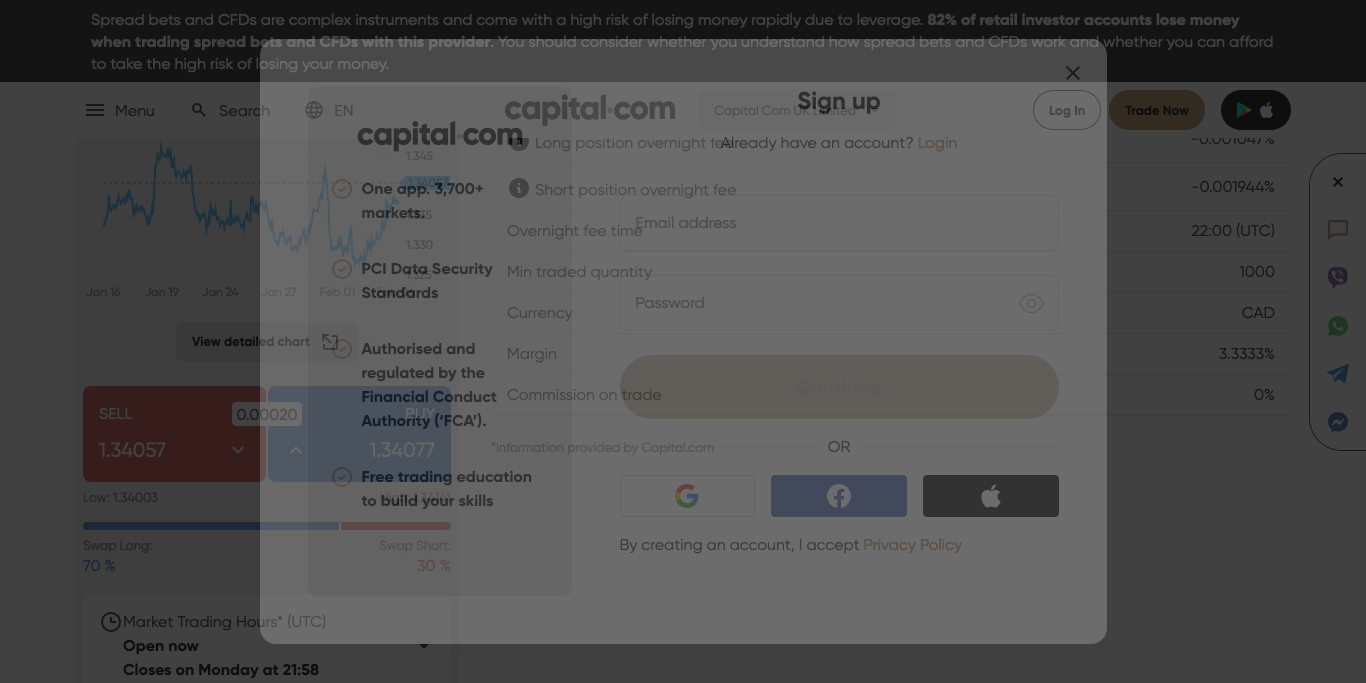 Spread bets and CFDs are complex instruments and come with a high risk of losing money rapidly due to leverage. 82% of retail investor accounts lose money
when trading spread bets and CFDs with this provider. You should consider whether you understand how spread bets and CFDs work and whether you can afford
to take the high risk of losing your money.
Menu
Search
EN
capital.com
Capital Com UK Limited
Log In
Trade Now
1.345
1.34057
1.330
1.325
Jan 16
Jan 19
Jan 24
Jan 27
Feb 01
View detailed chart
SELL
1.34057
0.00020
BUY
1.34077
Low: 1.34003
Swap Long:
70 %
Swap Short:
30 %
Market Trading Hours* (UTC)
Open now
Closes on Monday at 21:58
Long position overnight fee
-0.001047%
Short position overnight fee
-0.001944%
Overnight fee time
22:00 (UTC)
Min traded quantity
1000
Currency
CAD
Margin
3.3333%
Commission on trade
0%
*Information provided by Capital.com
capital.com
One app. 3,700+
markets.
PCI Data Security
Standards
Authorised and
regulated by the
Financial Conduct
Authority (‘FCA’).
Free trading education
to build your skills
Sign up
Already have an account? Login
Email address
Password
Continue
OR
By creating an account, I accept Privacy Policy